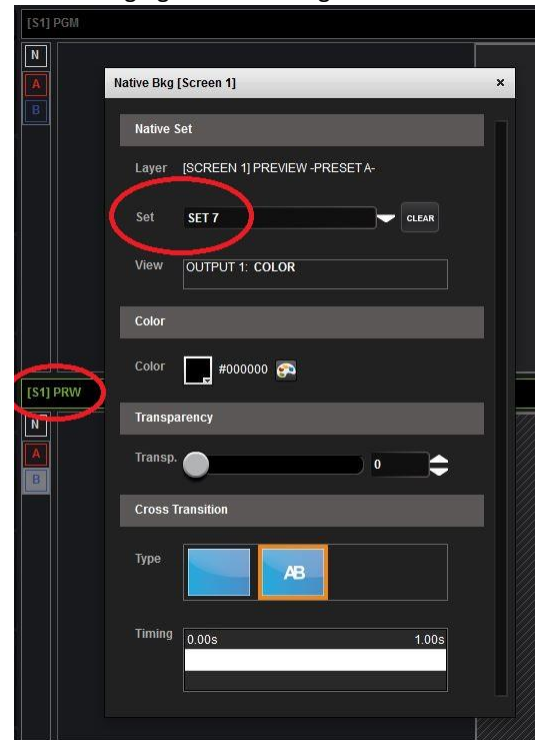 [S1] PGM
N
A
B
Native Bkg [Screen 1] ×
Native Set
Layer [SCREEN 1] PREVIEW -PRESET A-
Set SET 7 CLEAR
View OUTPUT 1: COLOR
Color
Color #000000
[S1] PRW
Transparency
N
A
B
Transp. 0
Cross Transition
Type AB
Timing 0.00s 1.00s